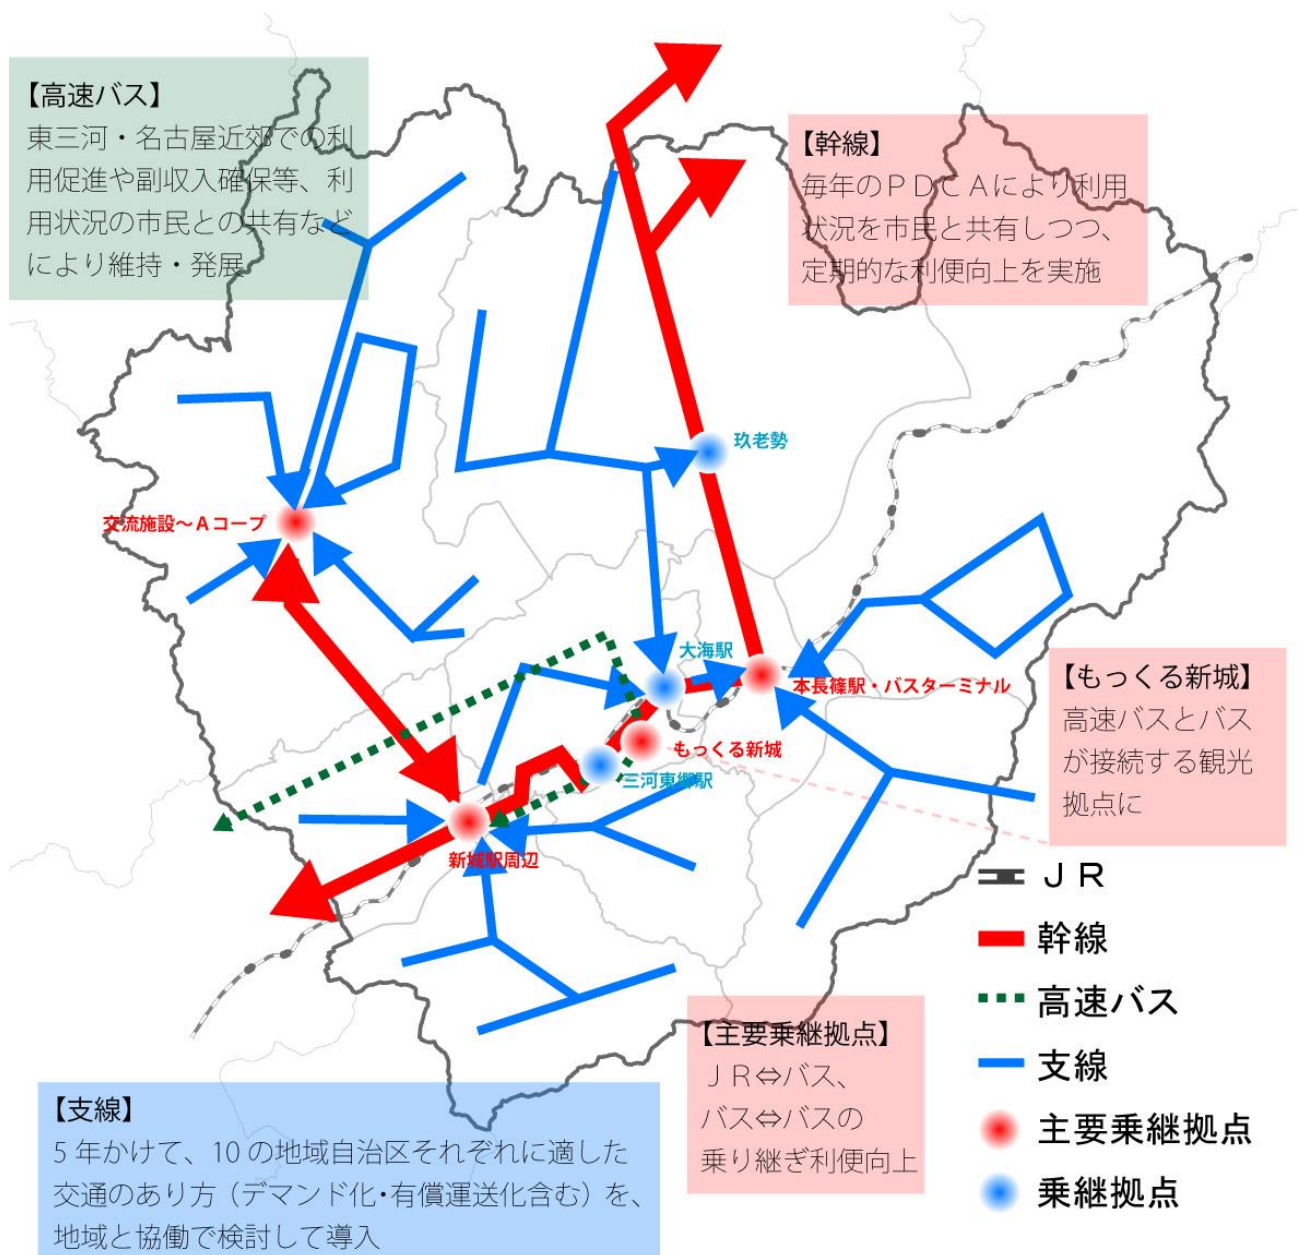 【高速バス】
東三河・名古屋近郊での利
用促進や副収入確保等、利
用状況の市民との共有など
により維持・発展
【幹線】
毎年のＰＤＣＡにより利用
状況を市民と共有しつつ、
定期的な利便向上を実施
玖老勢
交流施設～Ａコープ
大海駅
本長篠駅・バスターミナル
もっくる新城
三河東郷駅
新城駅周辺
【もっくる新城】
高速バスとバス
が接続する観光
拠点に
ＪＲ
幹線
高速バス
支線
主要乗継拠点
乗継拠点
【主要乗継拠点】
ＪＲ⇔バス、
バス⇔バスの
乗り継ぎ利便向上
【支線】
5 年かけて、10 の地域自治区それぞれに適した
交通のあり方（デマンド化・有償運送化含む）を、
地域と協働で検討して導入